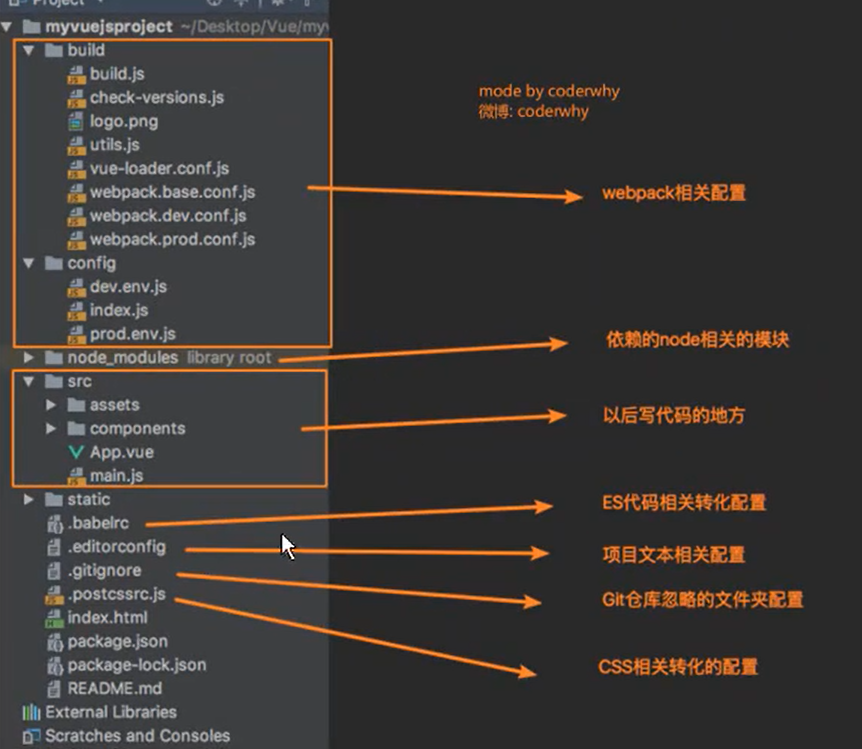 Project
myvuejsproject ~/Desktop/Vue/myv
build
build.js
check-versions.js
logo.png
utils.js
vue-loader.conf.js
webpack.base.conf.js
webpack.dev.conf.js
webpack.prod.conf.js
config
dev.env.js
index.js
prod.env.js
node_modules library root
src
assets
components
App.vue
main.js
static
.babelrc
.editorconfig
.gitignore
.postcssrc.js
index.html
package.json
package-lock.json
README.md
External Libraries
Scratches and Consoles
mode by coderwhy
微博: coderwhy
webpack相关配置
依赖的node相关的模块
以后写代码的地方
ES代码相关转化配置
项目文本相关配置
Git仓库忽略的文件夹配置
CSS相关转化的配置